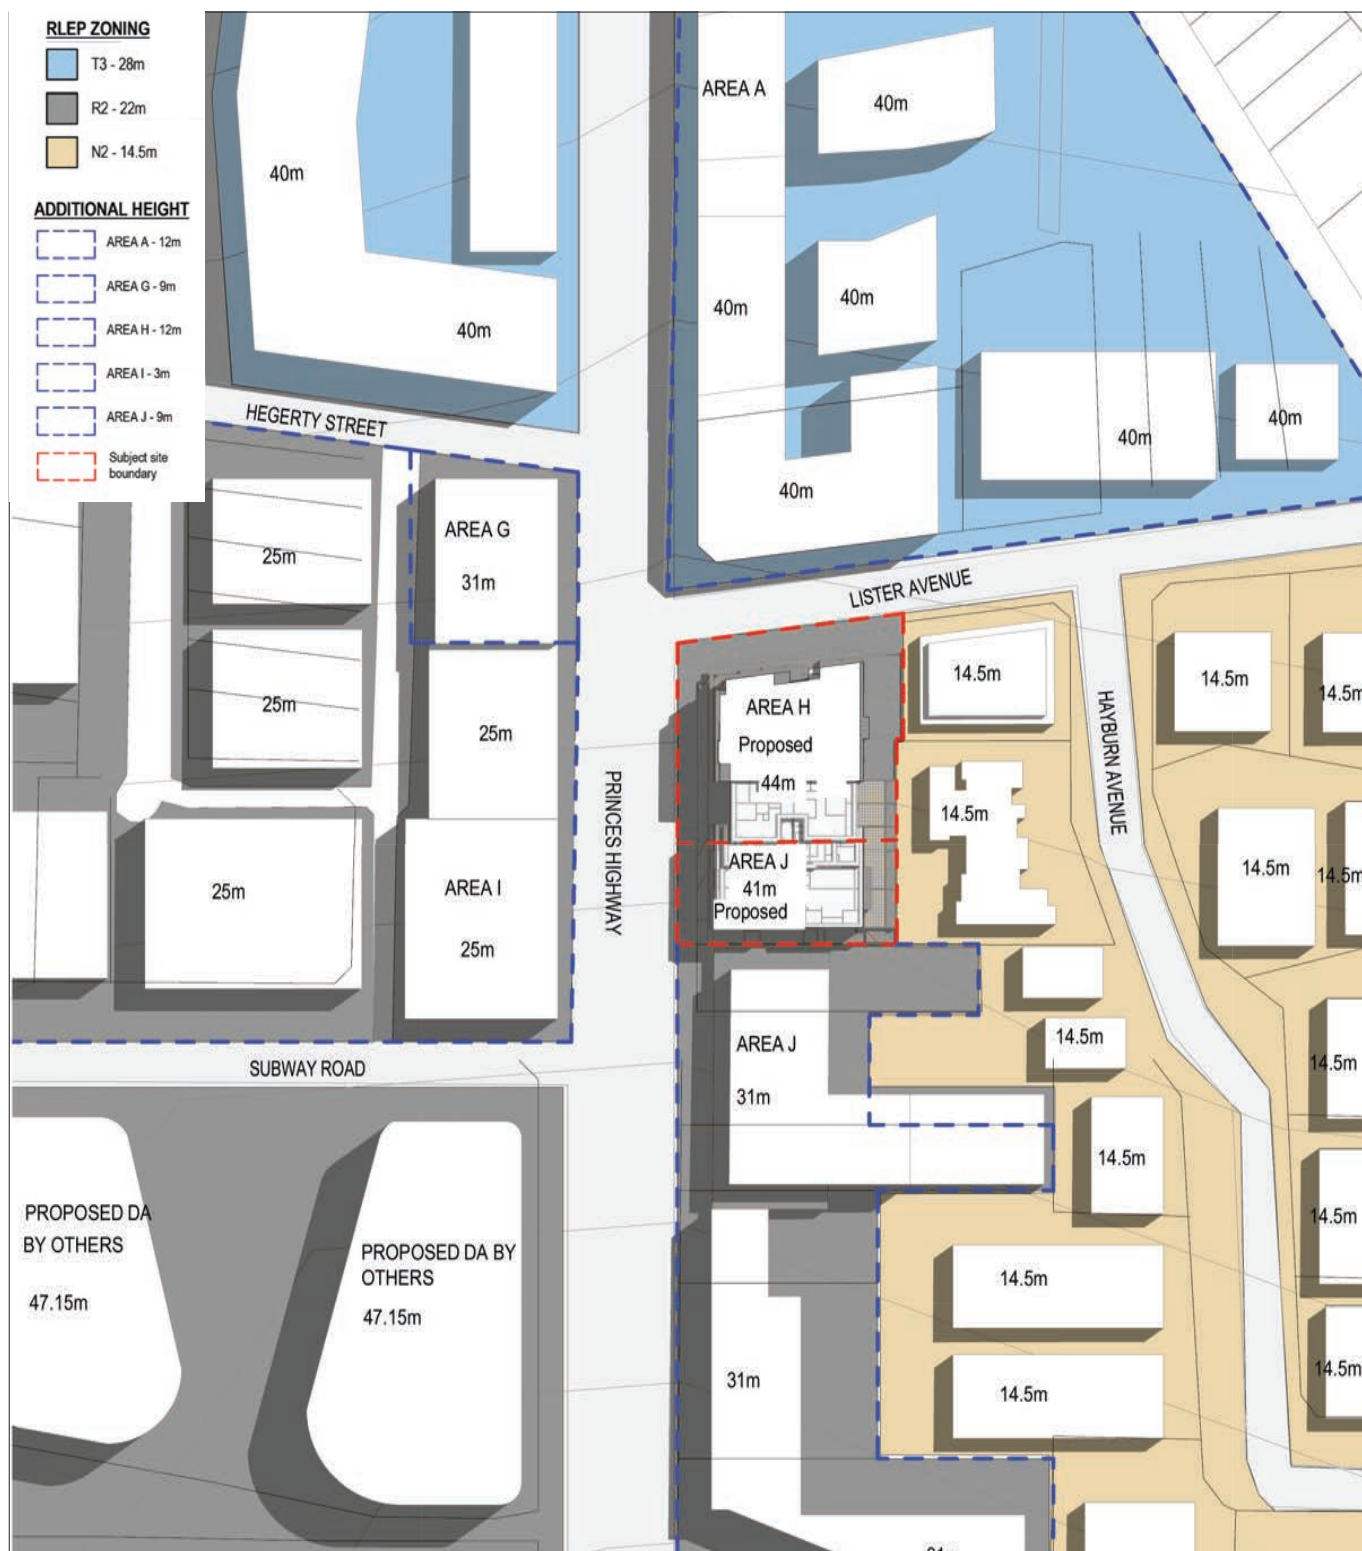 RLEP ZONING
T3 - 28m
R2 - 22m
N2 - 14.5m
ADDITIONAL HEIGHT
AREA A - 12m
AREA G - 9m
AREA H - 12m
AREA I - 3m
AREA J - 9m
Subject site
boundary
AREA A
40m
40m
40m
40m
40m
40m
40m
40m
40m
HEGERTY STREET
LISTER AVENUE
AREA G
31m
25m
25m
25m
25m
AREA I
25m
PRINCES HIGHWAY
AREA H
Proposed
44m
AREA J
41m
Proposed
14.5m
14.5m
HAYBURN AVENUE
14.5m
14.5m
14.5m
14.5m
AREA J
31m
14.5m
14.5m
14.5m
14.5m
SUBWAY ROAD
PROPOSED DA
BY OTHERS
47.15m
PROPOSED DA BY
OTHERS
47.15m
31m
14.5m
14.5m
14.5m